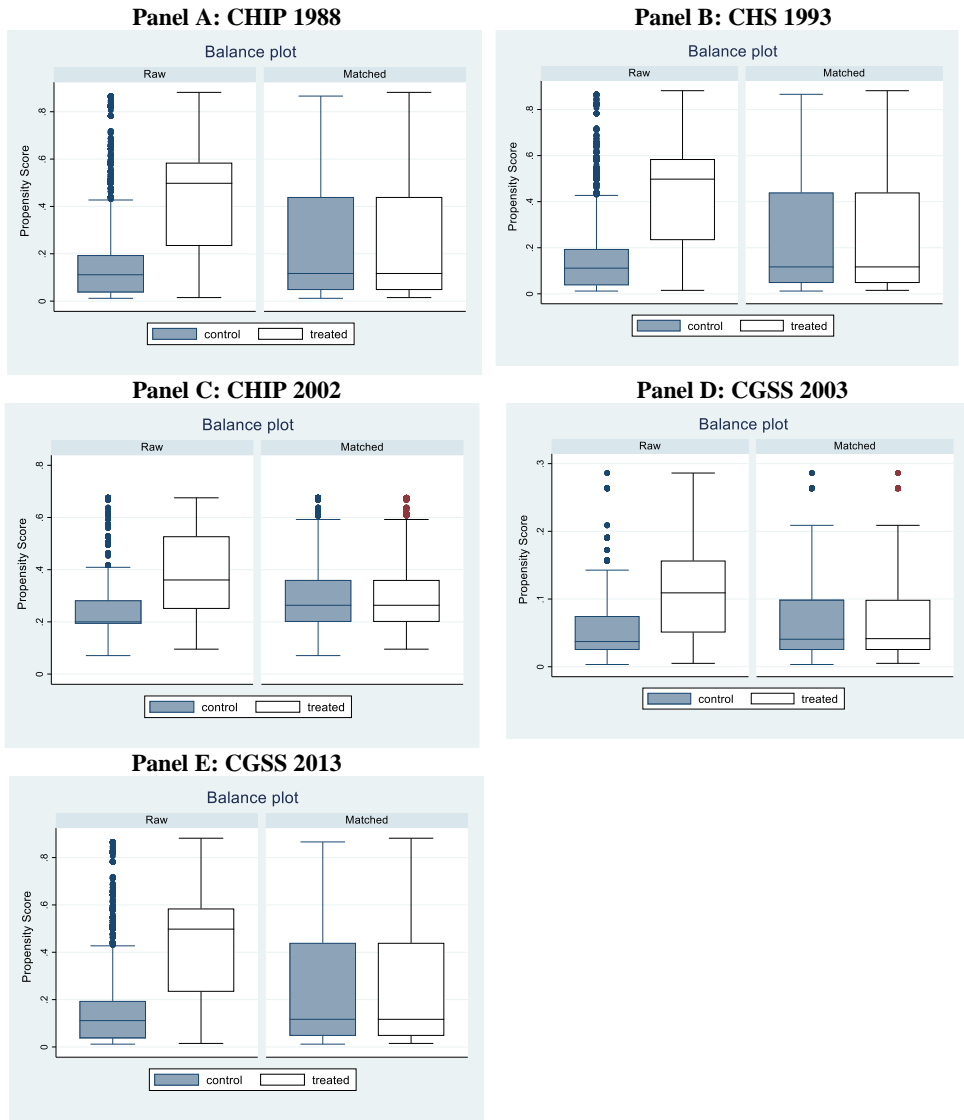 Panel A: CHIP 1988
Balance plot
Raw
Matched
Propensity Score
.8
.6
.4
.2
0
control
treated
Panel B: CHS 1993
Balance plot
Raw
Matched
Propensity Score
.8
.6
.4
.2
0
control
treated
Panel C: CHIP 2002
Balance plot
Raw
Matched
Propensity Score
.8
.6
.4
.2
0
control
treated
Panel D: CGSS 2003
Balance plot
Raw
Matched
Propensity Score
.3
.2
.1
0
control
treated
Panel E: CGSS 2013
Balance plot
Raw
Matched
Propensity Score
.8
.6
.4
.2
0
control
treated